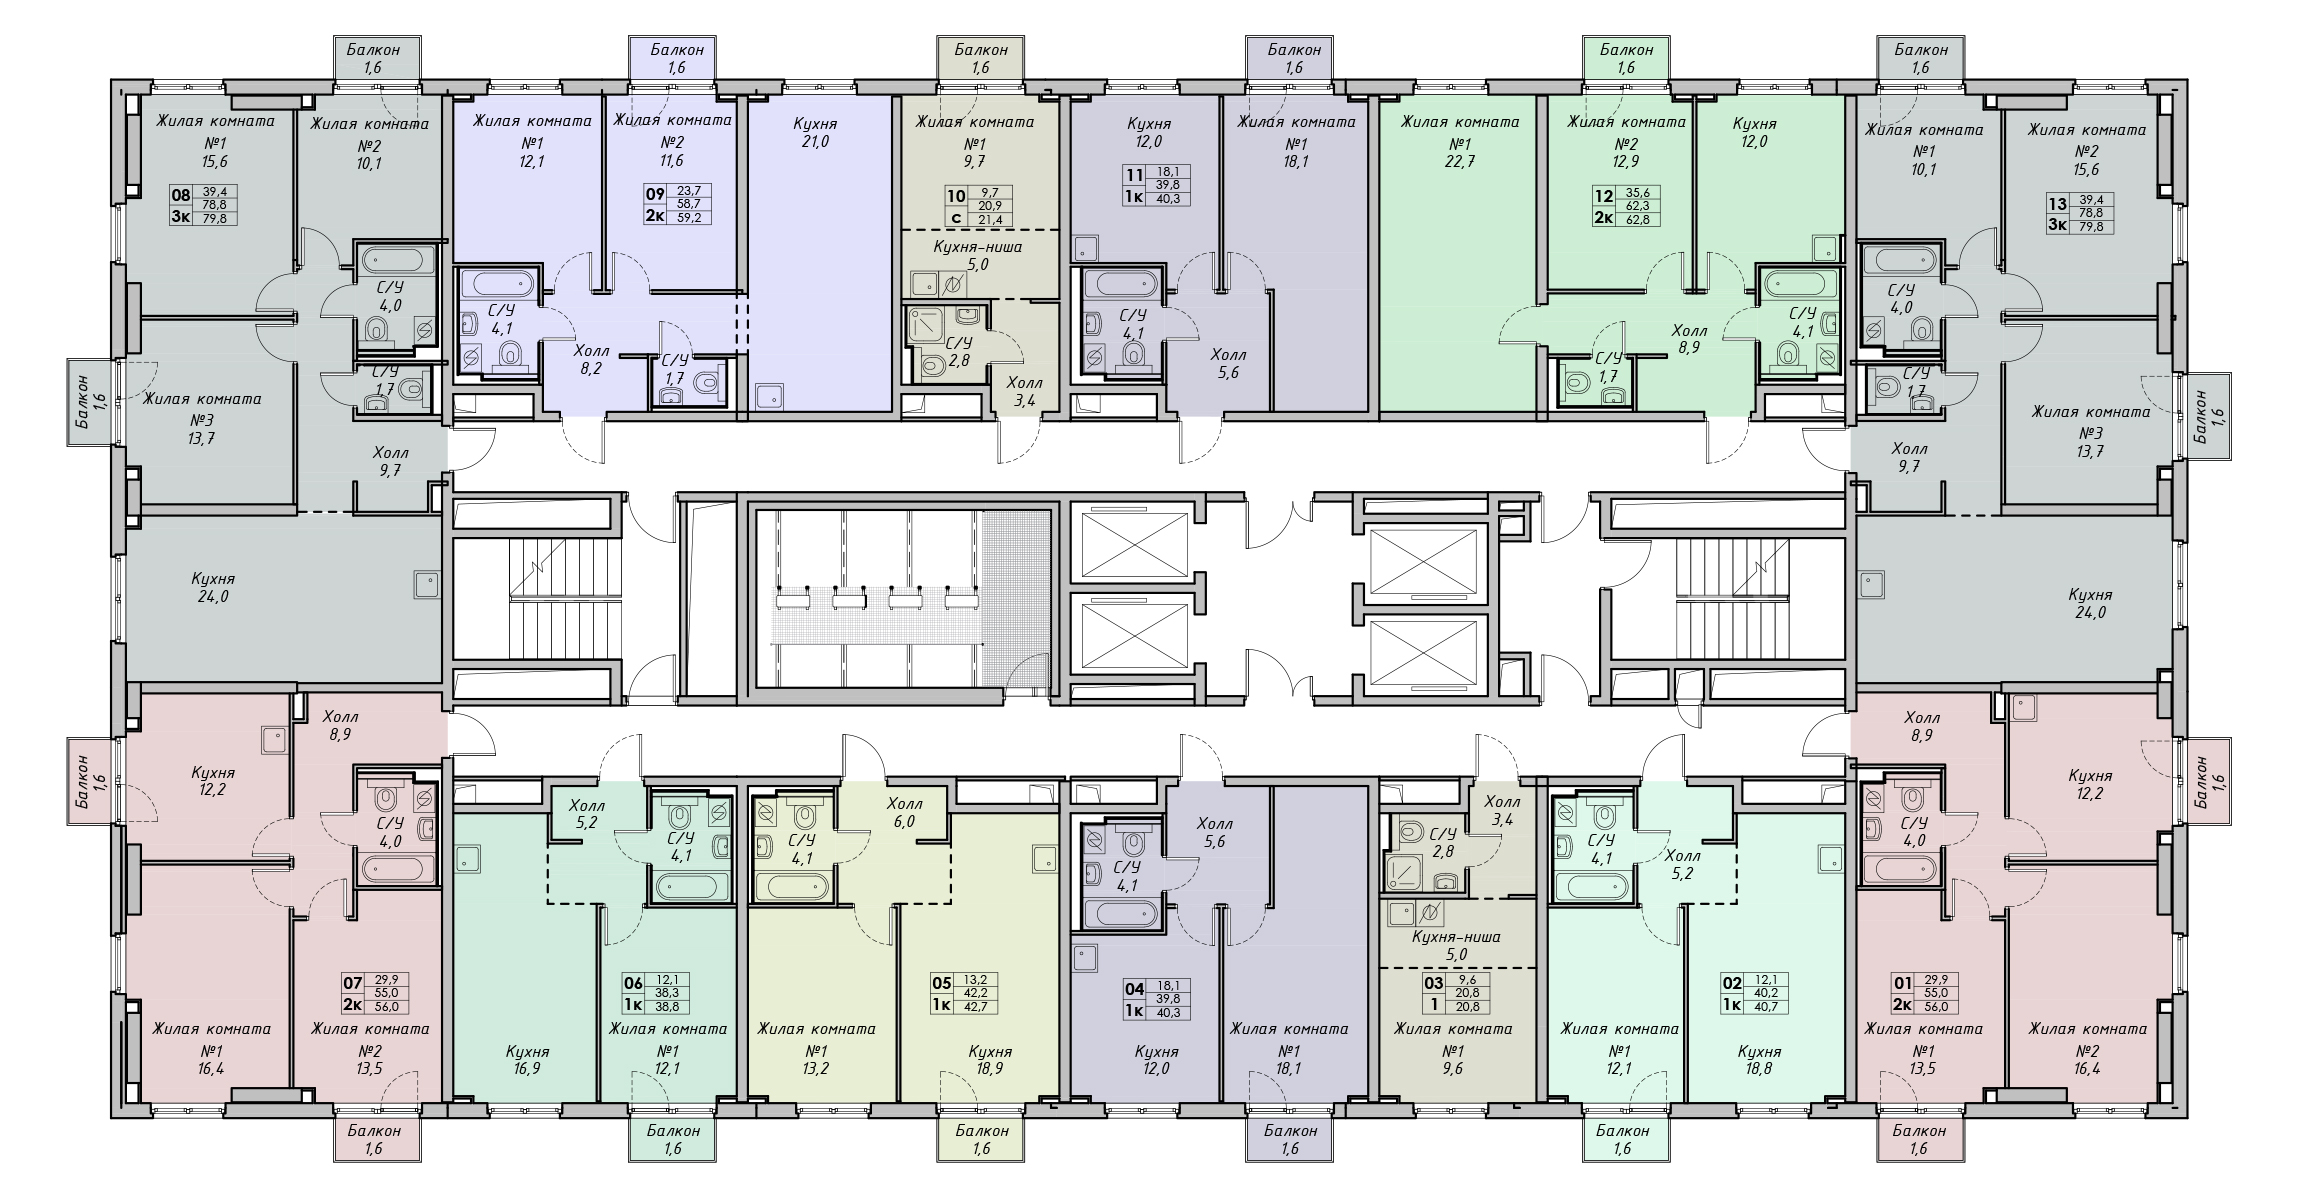 Балкон
1,6
Балкон
1,6
Балкон
1,6
Балкон
1,6
Балкон
1,6
Балкон
1,6
Жилая комната
№1
15,6
08
3к
39,4
78,8
79,8
Жилая комната
№2
10,1
С/У
4,0
С/У
1,7
Балкон
1,6
Жилая комната
№3
13,7
Холл
9,7
Кухня
24,0
Жилая комната
№1
12,1
Жилая комната
№2
11,6
09
2к
23,7
58,7
59,2
Кухня
21,0
С/У
4,1
Холл
8,2
С/У
1,7
Жилая комната
№1
9,7
10
с
9,7
20,9
21,4
Кухня-ниша
5,0
С/У
2,8
Холл
3,4
Кухня
12,0
11
1к
18,1
39,8
40,3
Жилая комната
№1
18,1
С/У
4,1
Холл
5,6
Жилая комната
№1
22,7
Жилая комната
№2
12,9
12
2к
35,6
62,3
62,8
Кухня
12,0
Холл
8,9
С/У
4,1
С/У
1,7
Жилая комната
№1
10,1
Жилая комната
№2
15,6
13
3к
39,4
78,8
79,8
С/У
4,0
С/У
1,7
Жилая комната
№3
13,7
Балкон
1,6
Холл
9,7
Кухня
24,0
Холл
8,9
Балкон
1,6
Кухня
12,2
С/У
4,0
07
2к
29,9
55,0
56,0
Жилая комната
№1
16,4
Жилая комната
№2
13,5
Балкон
1,6
Холл
5,2
С/У
4,1
06
1к
12,1
38,3
38,8
Кухня
16,9
Жилая комната
№1
12,1
Балкон
1,6
С/У
4,1
Холл
6,0
05
1к
13,2
42,2
42,7
Жилая комната
№1
13,2
Кухня
18,9
Балкон
1,6
Холл
5,6
С/У
4,1
04
1к
18,1
39,8
40,3
Кухня
12,0
Жилая комната
№1
18,1
Балкон
1,6
Холл
3,4
С/У
2,8
Кухня-ниша
5,0
03
1
9,6
20,8
20,8
Жилая комната
№1
9,6
С/У
4,1
Холл
5,2
02
1к
12,1
40,2
40,7
Жилая комната
№1
12,1
Кухня
18,8
Балкон
1,6
Холл
8,9
Кухня
12,2
Балкон
1,6
С/У
4,0
01
2к
29,9
55,0
56,0
Жилая комната
№1
13,5
Жилая комната
№2
16,4
Балкон
1,6